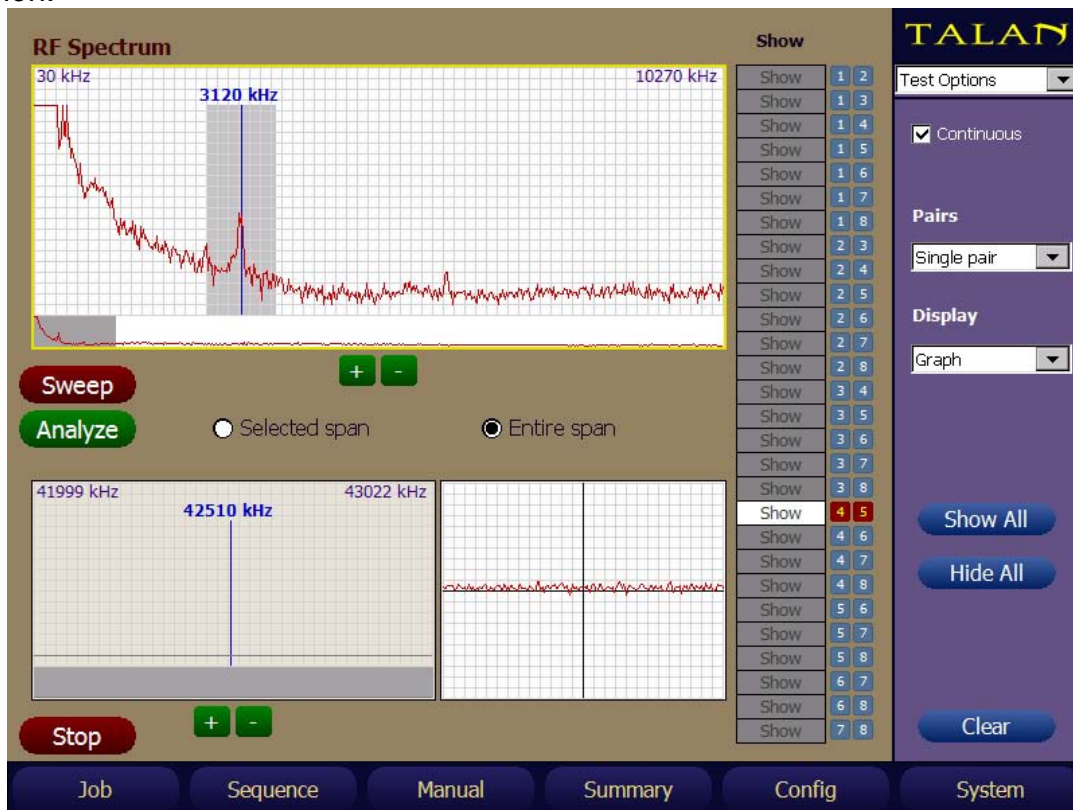 RF Spectrum
30 kHz 10270 kHz
3120 kHz
Sweep
+ -
Analyze
Selected span Entire span
41999 kHz 43022 kHz
42510 kHz
+ -
Stop
Show
Show 1 2
Show 1 3
Show 1 4
Show 1 5
Show 1 6
Show 1 7
Show 1 8
Show 2 3
Show 2 4
Show 2 5
Show 2 6
Show 2 7
Show 2 8
Show 3 4
Show 3 5
Show 3 6
Show 3 7
Show 3 8
Show 4 5
Show 4 6
Show 4 7
Show 4 8
Show 5 6
Show 5 7
Show 5 8
Show 6 7
Show 6 8
Show 7 8
TALAN
Test Options
Continuous
Pairs
Single pair
Display
Graph
Show All
Hide All
Clear
Job Sequence Manual Summary Config System